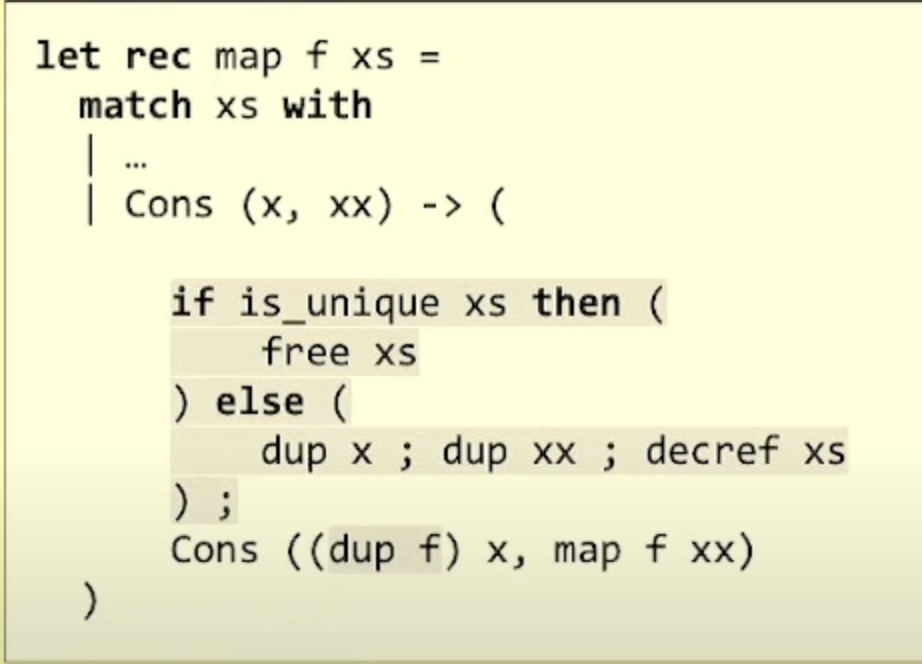 let rec map f xs =
match xs with
| …
| Cons (x, xx) -> (
if is_unique xs then (
free xs
) else (
dup x ; dup xx ; decref xs
) ;
Cons ((dup f) x, map f xx)
)